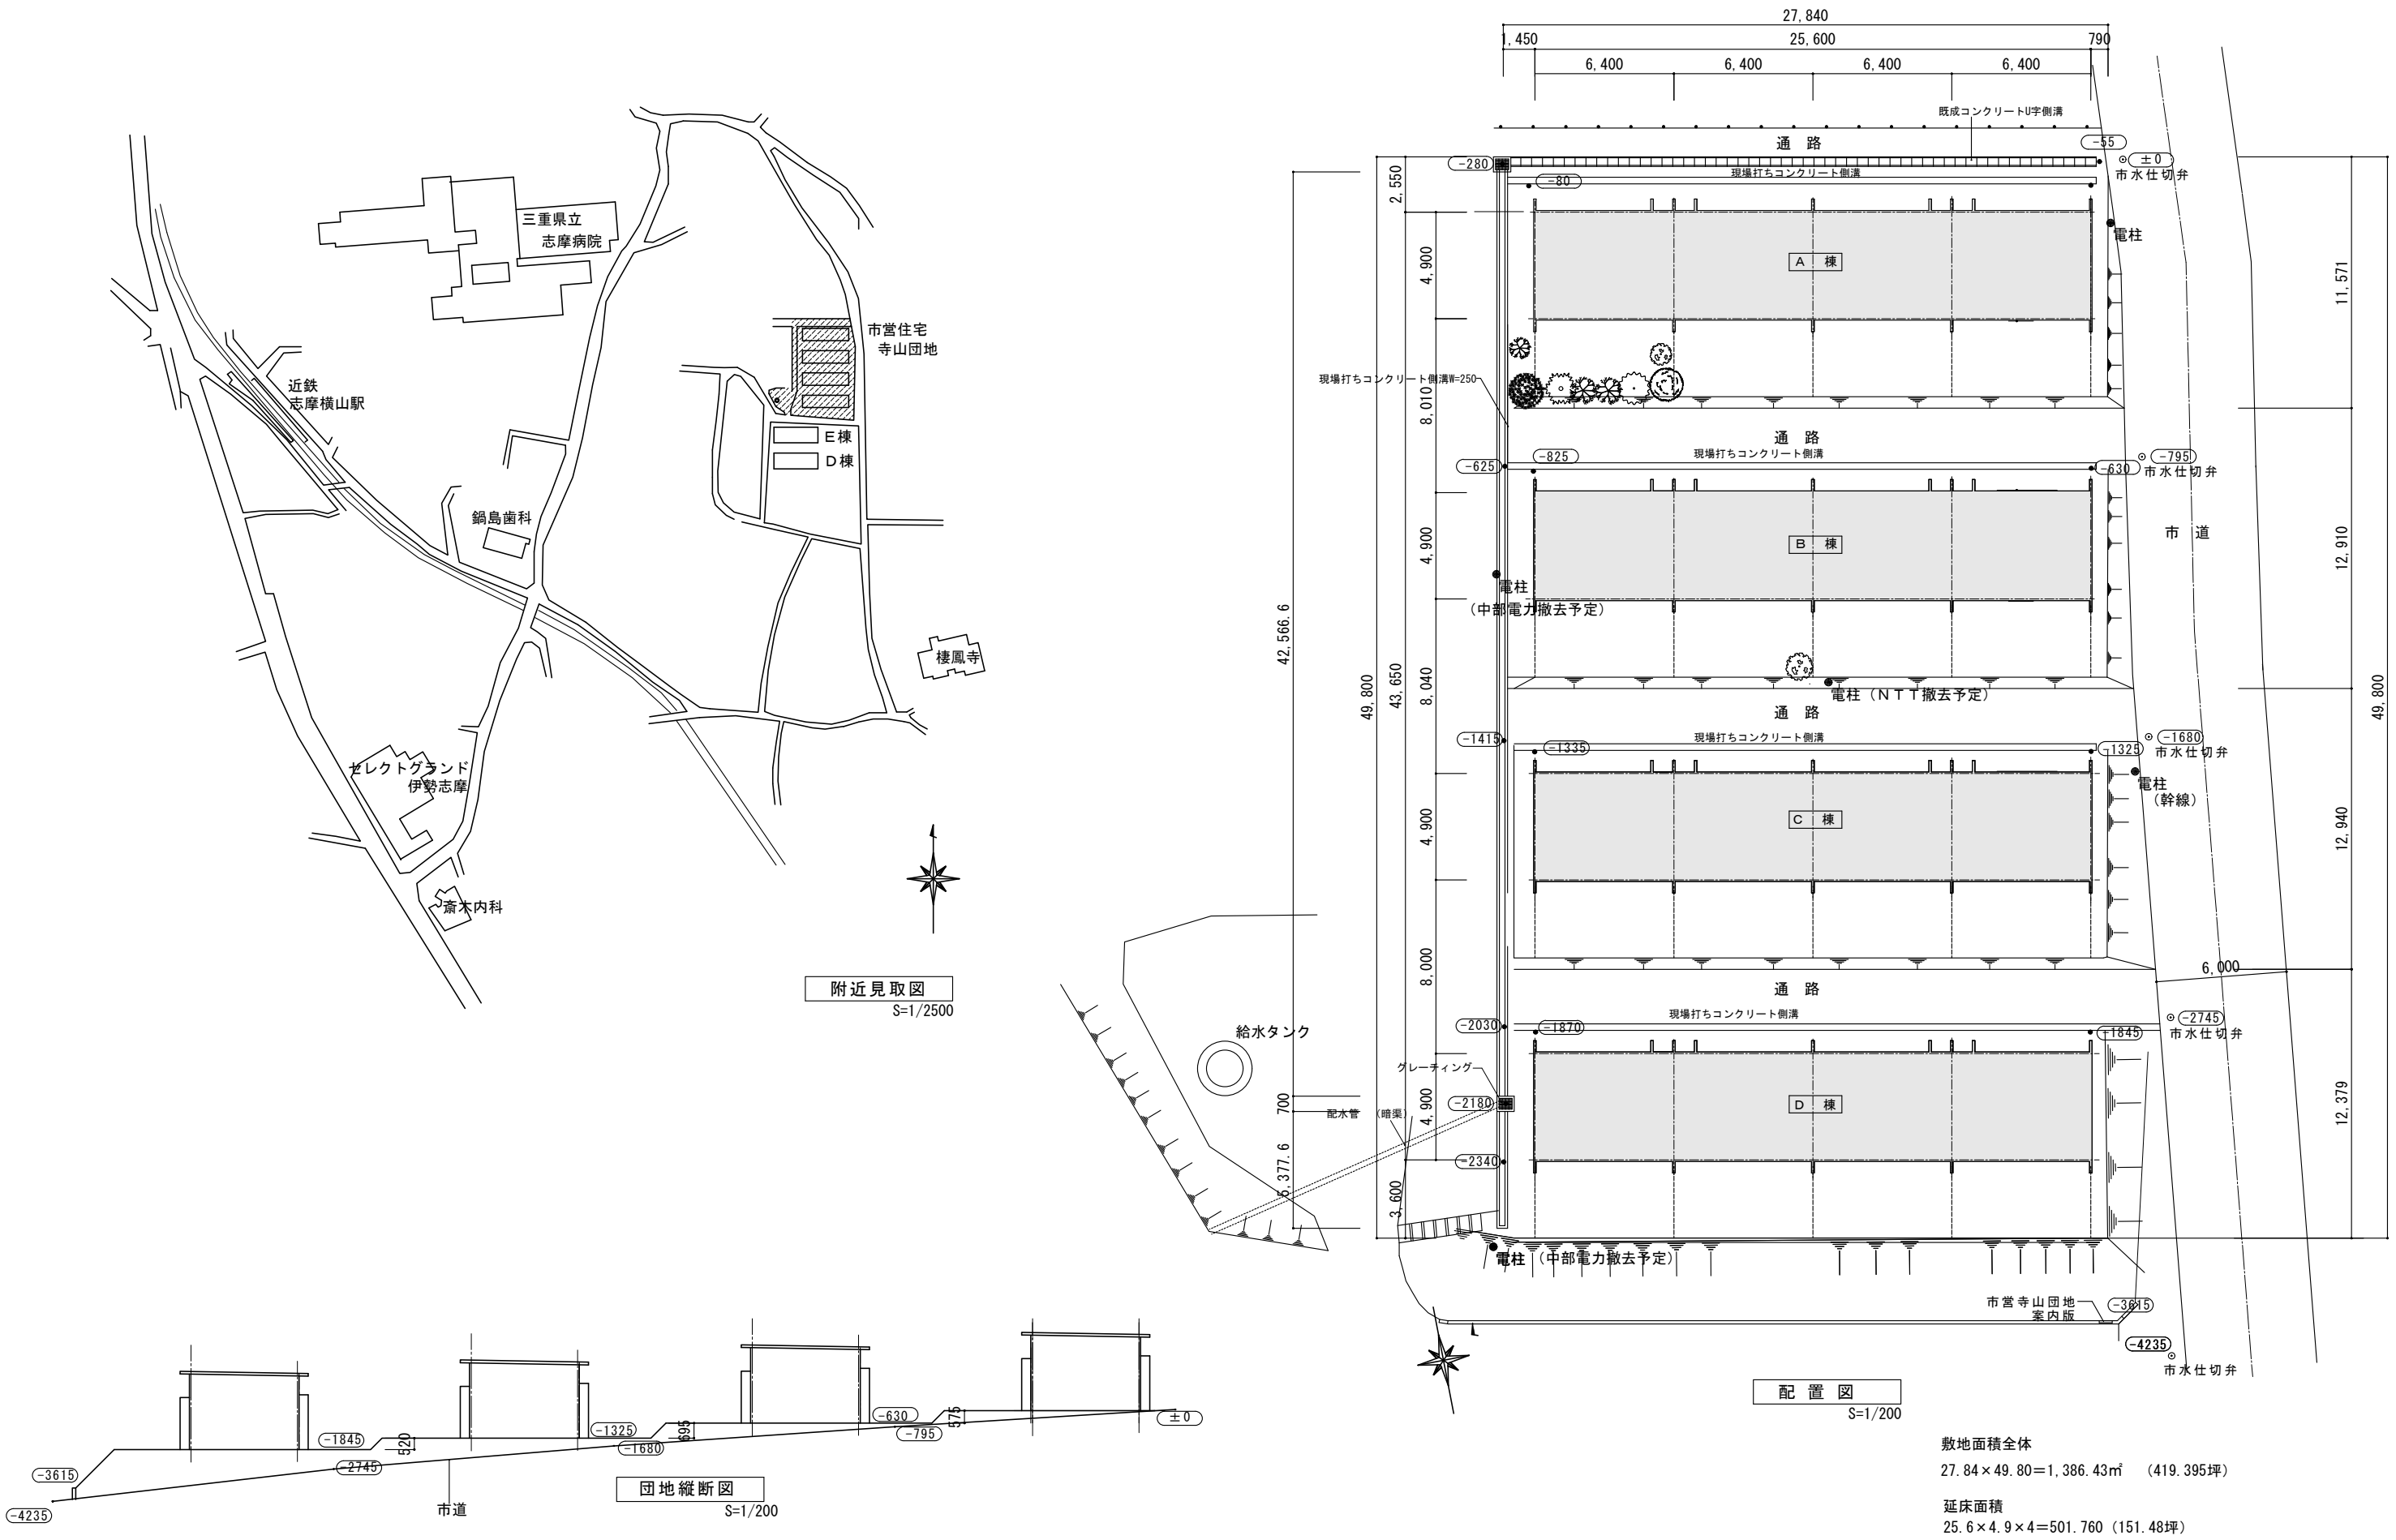 三重県立
志摩病院
市営住宅
寺山団地
近鉄
志摩横山駅
E棟
D棟
鍋島歯科
棲鳳寺
セレクトグランド
伊勢志摩
斎木内科
附近見取図
S=1/2500
27,840
1,450
25,600
790
6,400
6,400
6,400
6,400
既成コンクリートU字側溝
通 路
-55
-280
±0
市水仕切弁
現場打ちコンクリート側溝
-80
2,550
電柱
A 棟
4,900
11,571
現場打ちコンクリート側溝W=250
8,010
通 路
現場打ちコンクリート側溝
-625
-825
-630
-795
市水仕切弁
市 道
B 棟
4,900
12,910
電柱
(中部電力撤去予定)
42,566.6
49,800
43,650
8,040
電柱(NTT撤去予定)
49,800
通 路
現場打ちコンクリート側溝
-1415
-1335
-1325
-1680
市水仕切弁
電柱
(幹線)
C 棟
4,900
12,940
8,000
6,000
通 路
現場打ちコンクリート側溝
-2030
-1870
-1845
-2745
市水仕切弁
給水タンク
グレーチング
-2180
D 棟
4,900
700
配水管 (暗渠)
12,379
-2340
5,377.6
3,600
電柱 (中部電力撤去予定)
市営寺山団地
案内版
-3615
-4235
市水仕切弁
配 置 図
S=1/200
-3615
-4235
-1845
-2745
520
-1325
-1680
695
-630
-795
575
±0
市道
団地縦断図
S=1/200
敷地面積全体
27.84×49.80=1,386.43㎡ (419.395坪)
延床面積
25.6×4.9×4=501.760 (151.48坪)